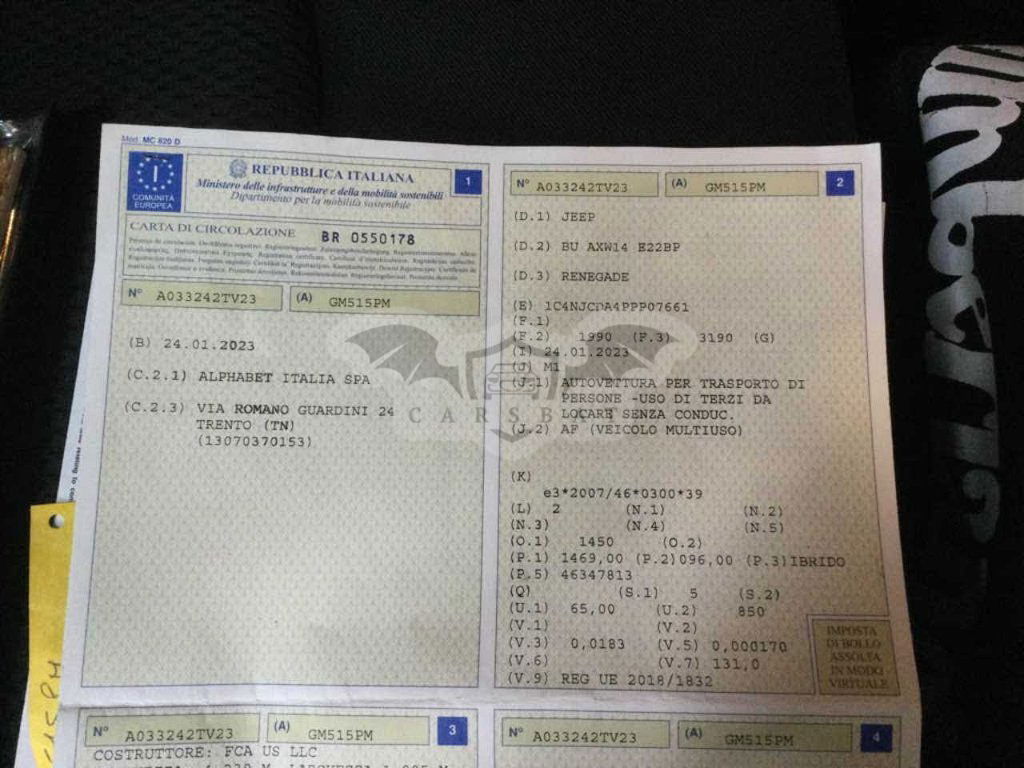 Mod. MC 820 D
COMUNITÀ
EUROPEA
I
REPUBBLICA ITALIANA
Ministero delle infrastrutture e della mobilità sostenibili
Dipartimento per la mobilità sostenibile
1
CARTA DI CIRCOLAZIONE BR 0550178
N° A033242TV23 (A) GM515PM
(B) 24.01.2023
(C.2.1) ALPHABET ITALIA SPA
(C.2.3) VIA ROMANO GUARDINI 24
TRENTO (TN)
(13070370153)
N° A033242TV23 (A) GM515PM 2
(D.1) JEEP
(D.2) BU AXW14 E22BP
(D.3) RENEGADE
(E) 1C4NJCDA4PPP07661
(F.1)
(F.2) 1990 (F.3) 3190 (G)
(I) 24.01.2023
(J) M1
(J.1) AUTOVETTURA PER TRASPORTO DI
PERSONE -USO DI TERZI DA
LOCARE SENZA CONDUC.
(J.2) AF (VEICOLO MULTIUSO)
(K)
e3*2007/46*0300*39
(L) 2 (N.1) (N.2)
(N.3) (N.4) (N.5)
(O.1) 1450 (O.2)
(P.1) 1469,00 (P.2)096,00 (P.3)IBRIDO
(P.5) 46347813
(Q) (S.1) 5 (S.2)
(U.1) 65,00 (U.2) 850
(V.1) (V.2)
(V.3) 0,0183 (V.5) 0,000170
(V.6) (V.7) 131,0
(V.9) REG UE 2018/1832
IMPOSTA
DI BOLLO
ASSOLTA
IN MODO
VIRTUALE
N° A033242TV23 (A) GM515PM 3
COSTRUTTORE: FCA US LLC
N° A033242TV23 (A) GM515PM 4